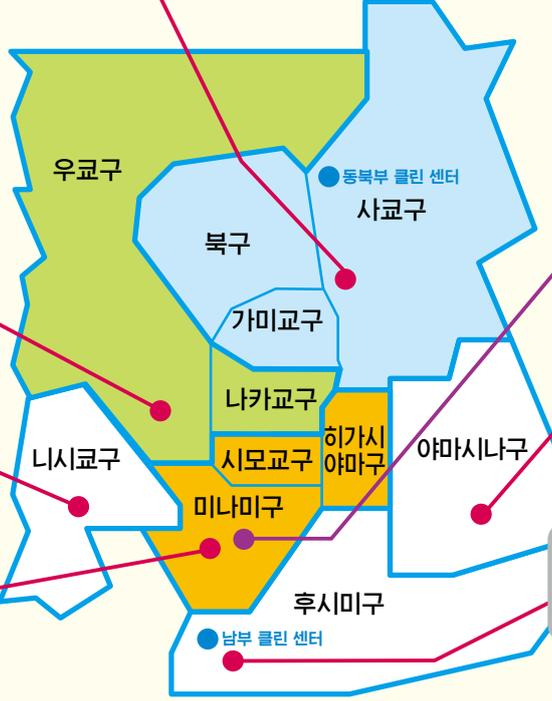 우쿄구
동북부 클린 센터
사쿄구
북구
가미교구
나카교구
히가시
야마구
야마시나구
니시쿄구
시모교구
미나미구
후시미구
남부 클린 센터